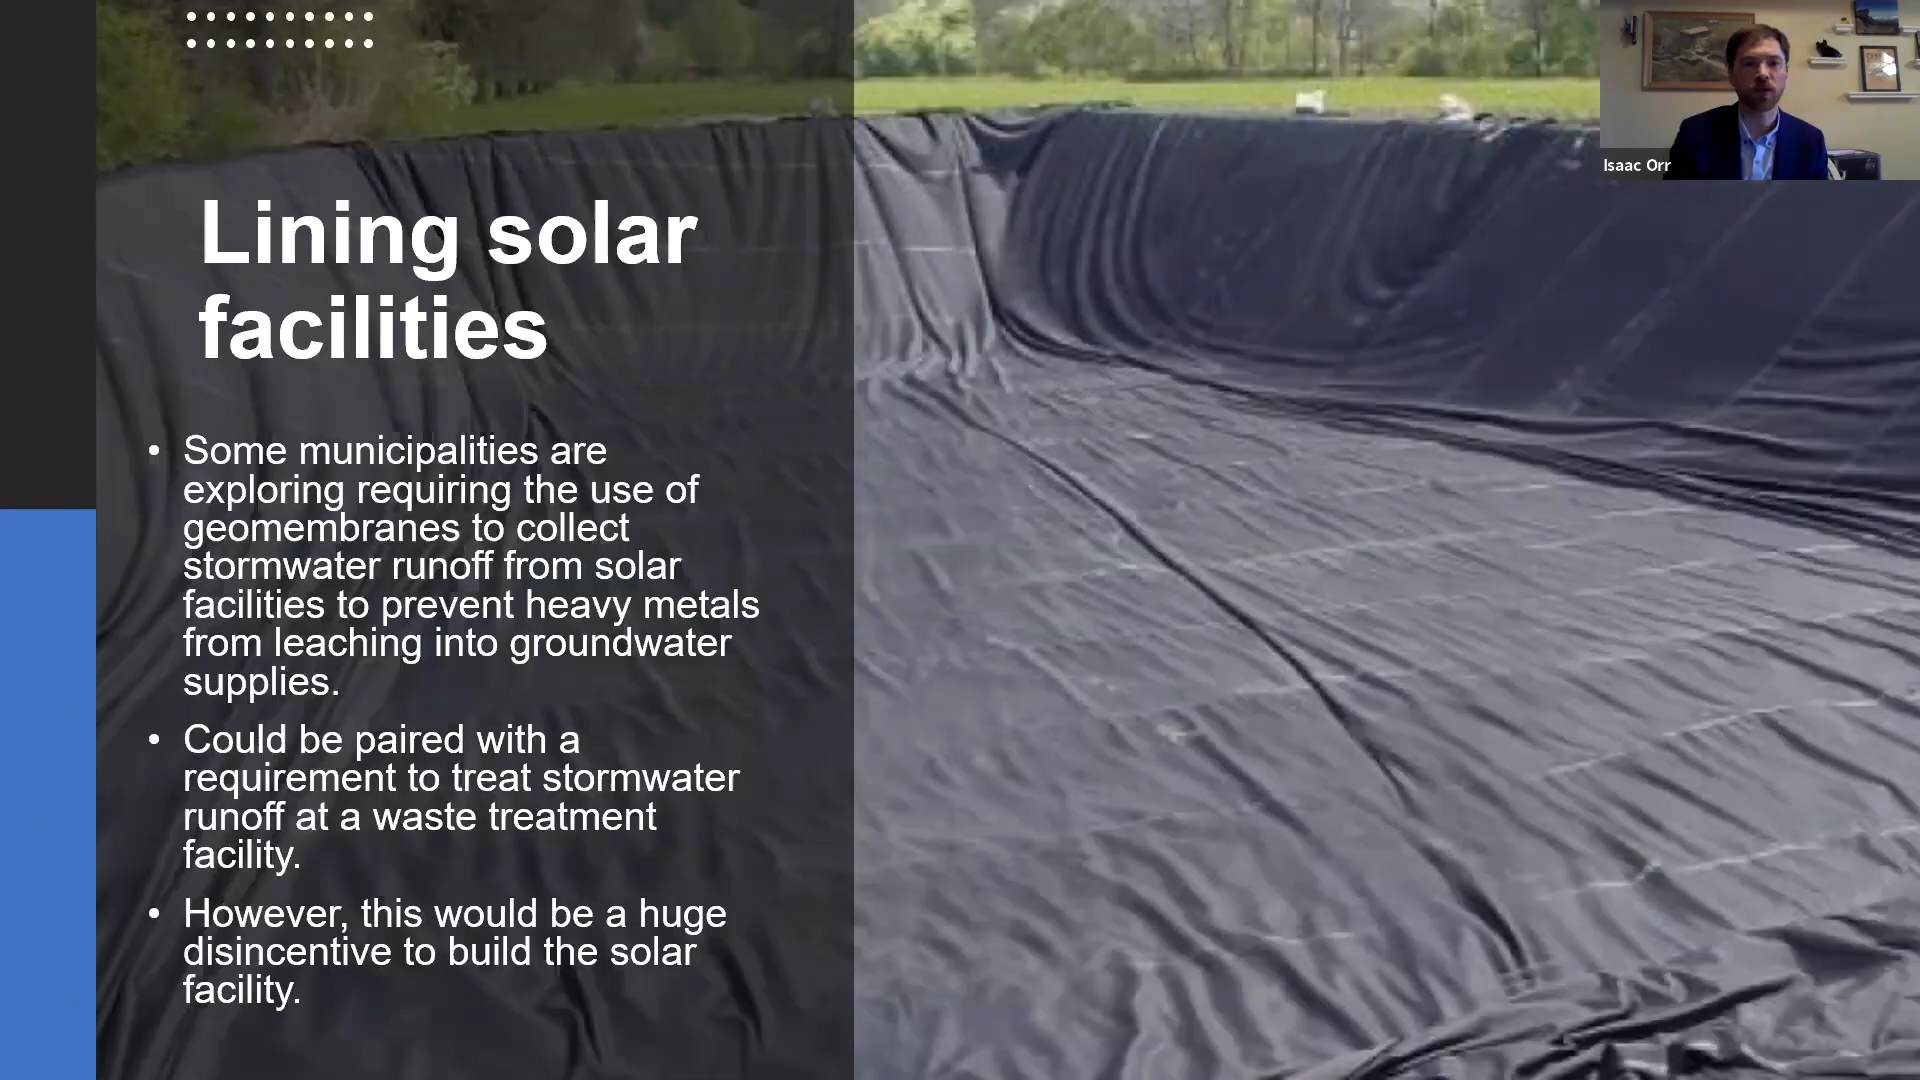 Lining solar
facilities
• Some municipalities are
exploring requiring the use of
geomembranes to collect
stormwater runoff from solar
facilities to prevent heavy metals
from leaching into groundwater
supplies.
• Could be paired with a
requirement to treat stormwater
runoff at a waste treatment
facility.
• However, this would be a huge
disincentive to build the solar
facility.
Isaac Orr